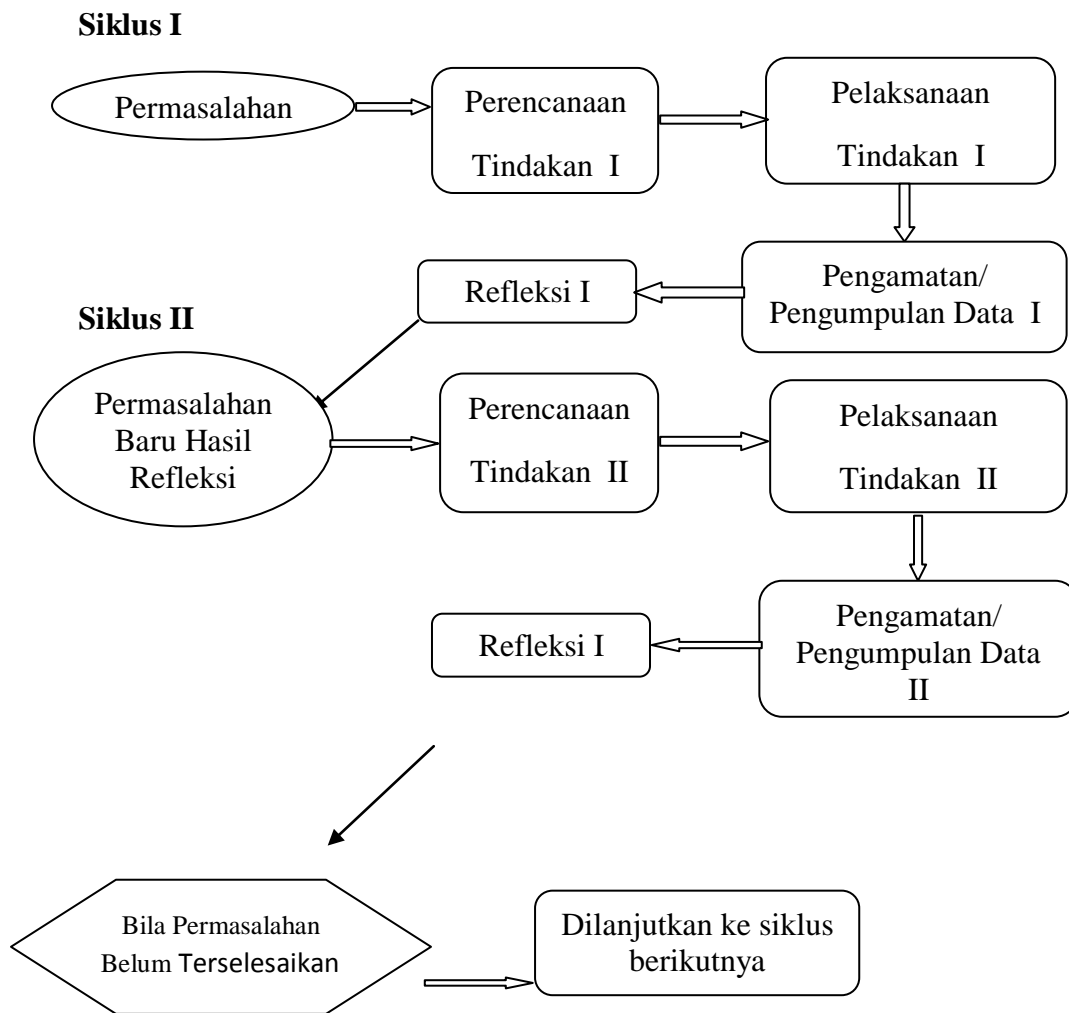 Siklus I
Permasalahan
Perencanaan
Tindakan I
Pelaksanaan
Tindakan I
Pengamatan/
Pengumpulan Data I
Refleksi I
Siklus II
Permasalahan
Baru Hasil
Refleksi
Perencanaan
Tindakan II
Pelaksanaan
Tindakan II
Pengamatan/
Pengumpulan Data
II
Refleksi I
Bila Permasalahan
Belum Terselesaikan
Dilanjutkan ke siklus
berikutnya